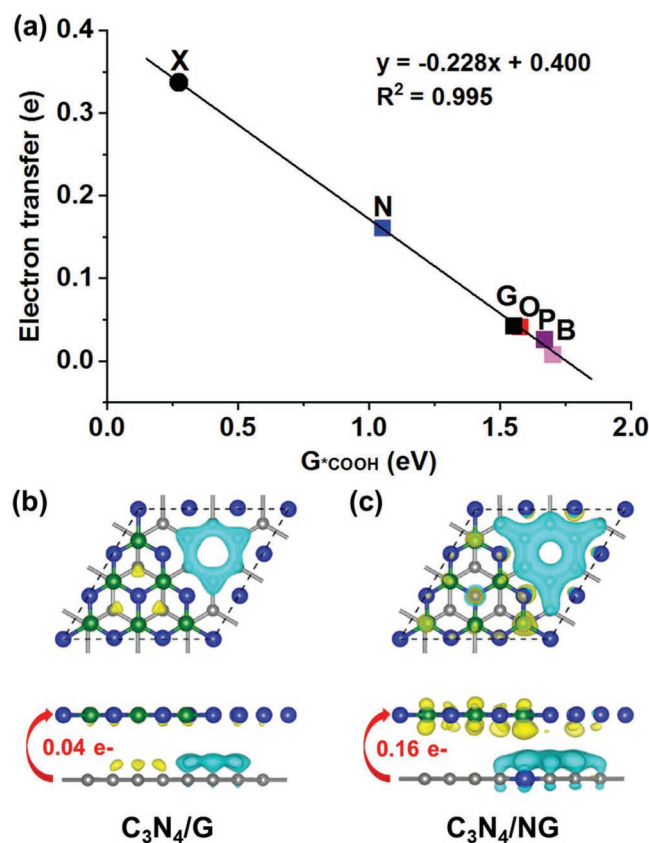 (a)
0.4
0.3
0.2
0.1
0.0
Electron transfer (e)
X
N
G
O
P
B
y = -0.228x + 0.400
R² = 0.995
0.0 0.5 1.0 1.5 2.0
G*COOH (eV)
(b)
(c)
0.04 e-
0.16 e-
C₃N₄/G
C₃N₄/NG